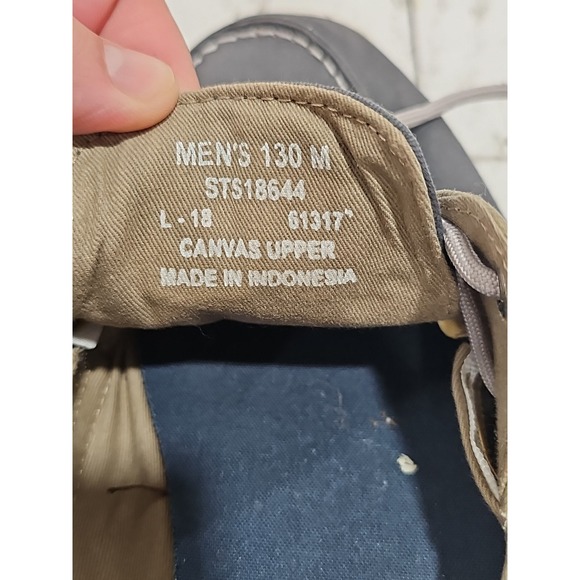 MEN'S 130 M
STS18644
L - 18 61317"
CANVAS UPPER
MADE IN INDONESIA